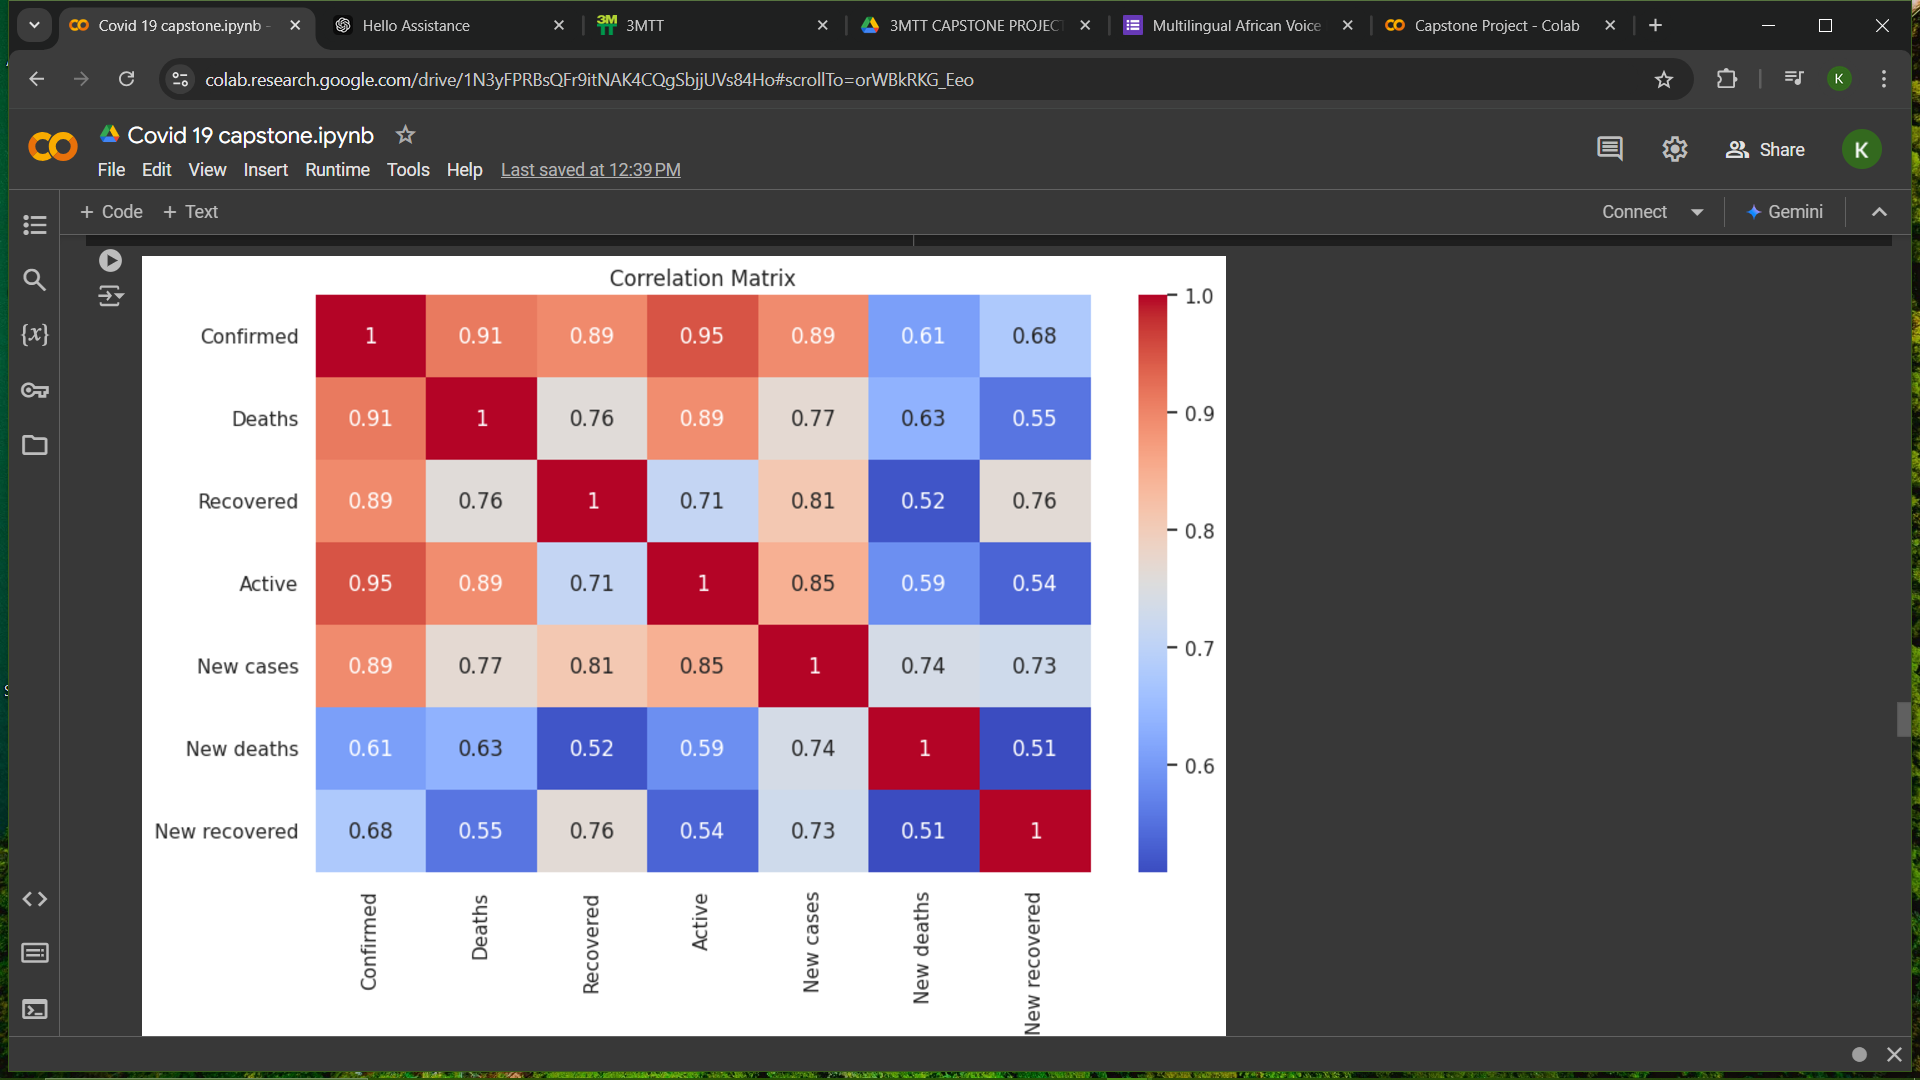 Covid 19 capstone.ipynb -
Hello Assistance
3MTT
3MTT CAPSTONE PROJEC
Multilingual African Voice
Capstone Project - Colab
colab.research.google.com/drive/1N3yFPRBsQFr9itNAK4CQgSbjjUVs84Ho#scrollTo=orWBkRKG_Eeo
K
Covid 19 capstone.ipynb
File Edit View Insert Runtime Tools Help Last saved at 12:39 PM
Share
K
+ Code + Text
Connect
Gemini
{x}
Correlation Matrix
Confirmed 1 0.91 0.89 0.95 0.89 0.61 0.68
Deaths 0.91 1 0.76 0.89 0.77 0.63 0.55
Recovered 0.89 0.76 1 0.71 0.81 0.52 0.76
Active 0.95 0.89 0.71 1 0.85 0.59 0.54
New cases 0.89 0.77 0.81 0.85 1 0.74 0.73
New deaths 0.61 0.63 0.52 0.59 0.74 1 0.51
New recovered 0.68 0.55 0.76 0.54 0.73 0.51 1
Confirmed
Deaths
Recovered
Active
New cases
New deaths
New recovered
1.0
0.9
0.8
0.7
0.6